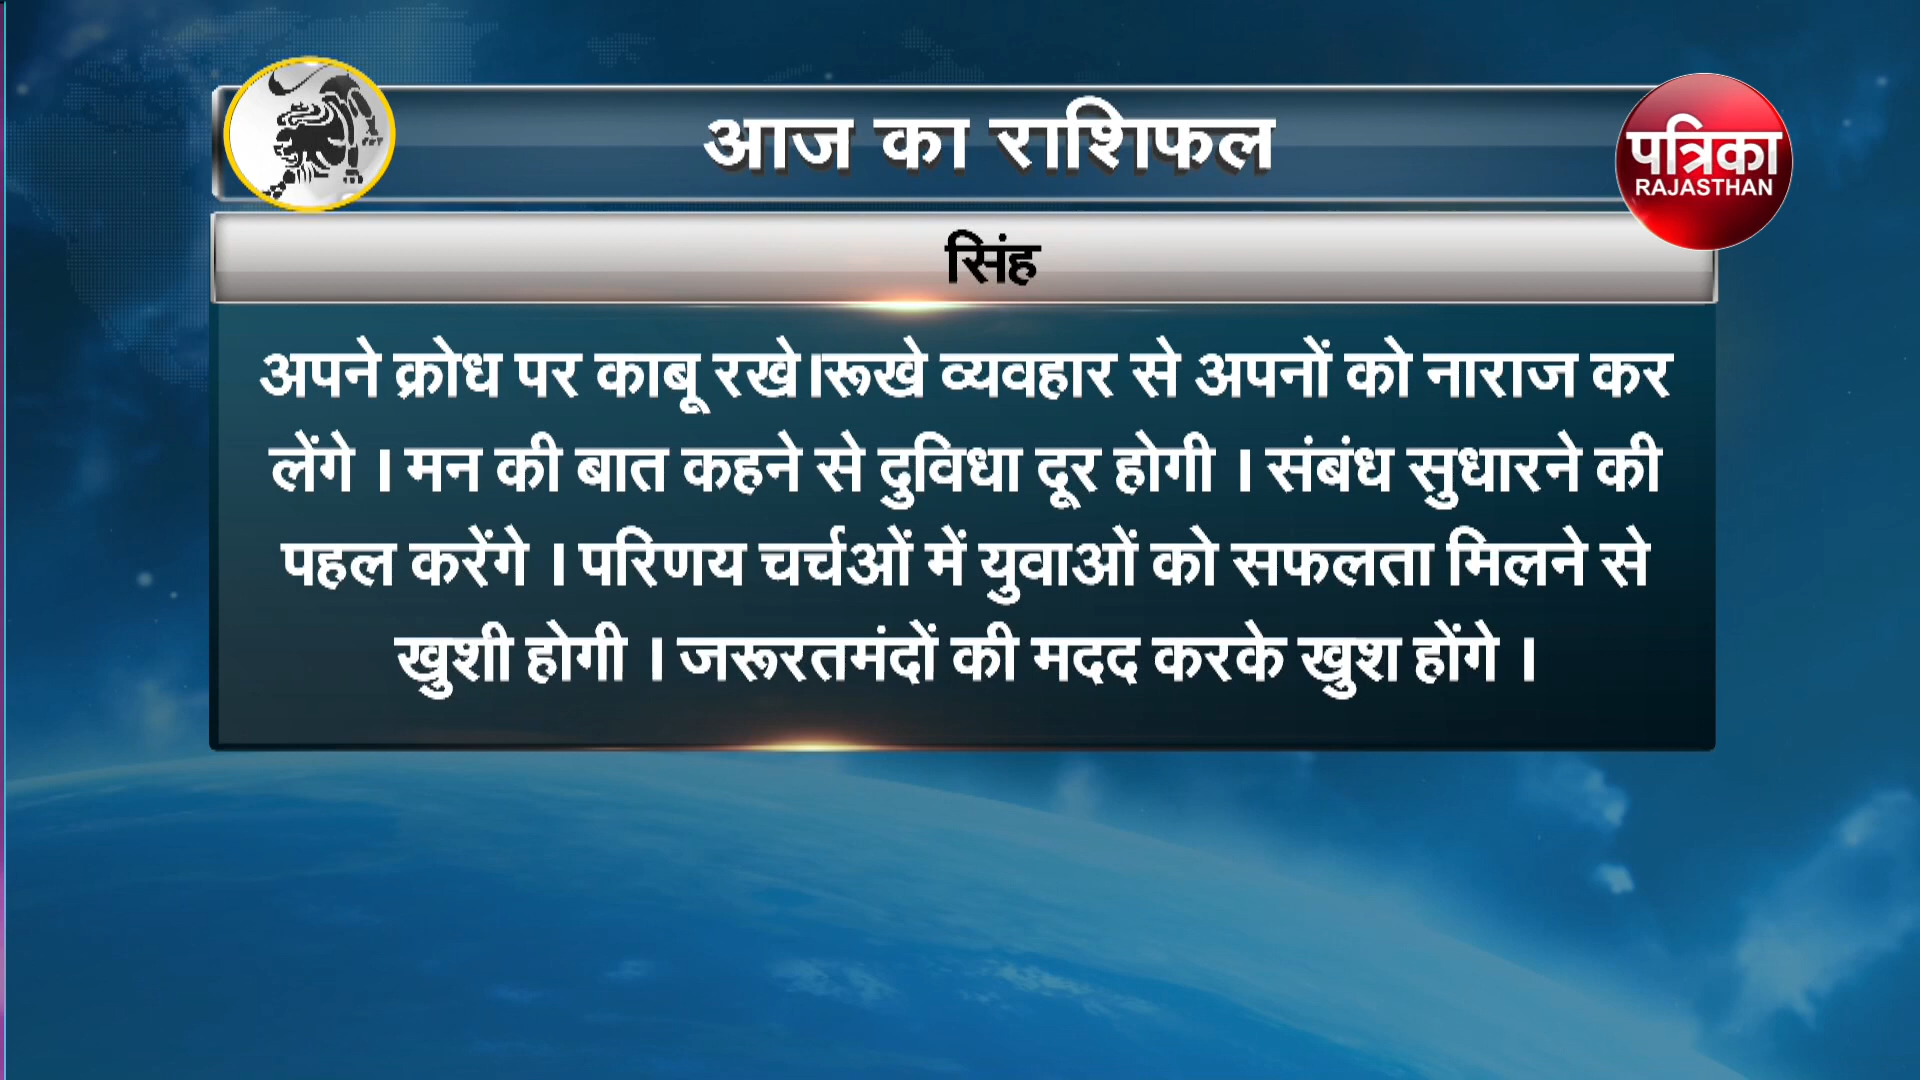 आज का राशिफल
पत्रिका
RAJASTHAN
सिंह
अपने क्रोध पर काबू रखे।रूखे व्यवहार से अपनों को नाराज कर
लेंगे । मन की बात कहने से दुविधा दूर होगी । संबंध सुधारने की
पहल करेंगे । परिणय चर्चओं में युवाओं को सफलता मिलने से
खुशी होगी । जरूरतमंदों की मदद करके खुश होंगे ।